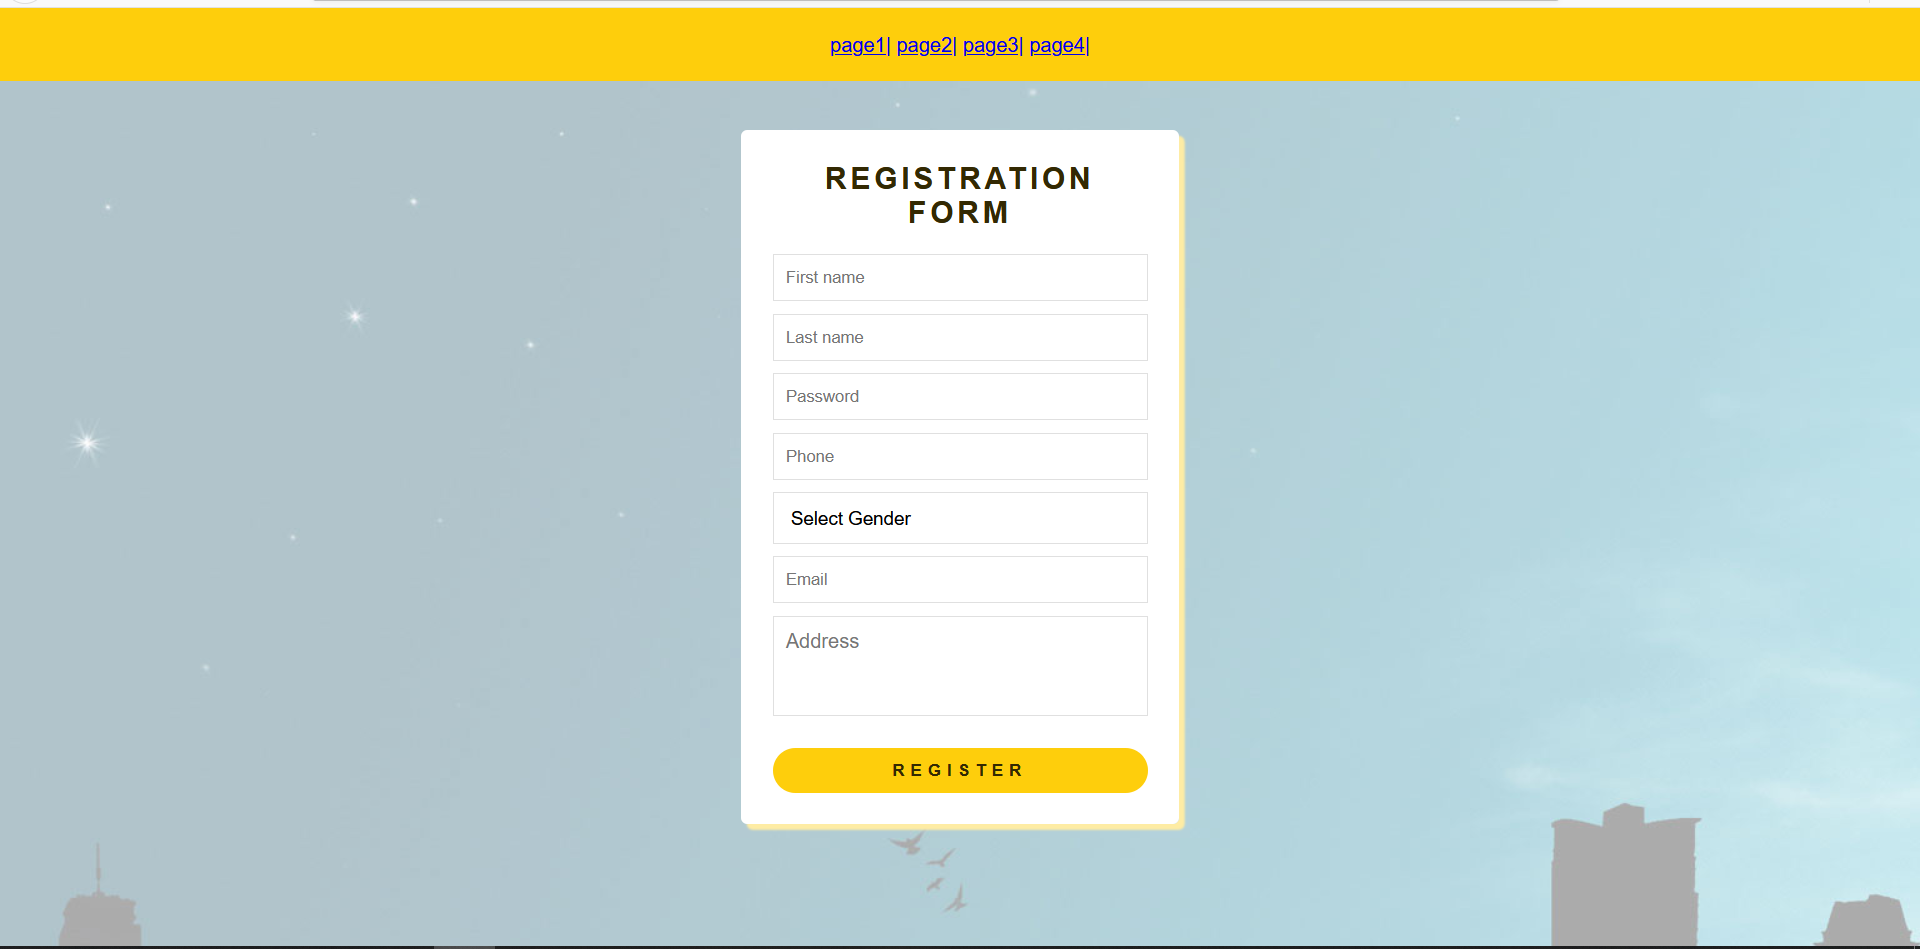 page1| page2| page3| page4|
REGISTRATION
FORM
First name
Last name
Password
Phone
Select Gender
Email
Address
REGISTER